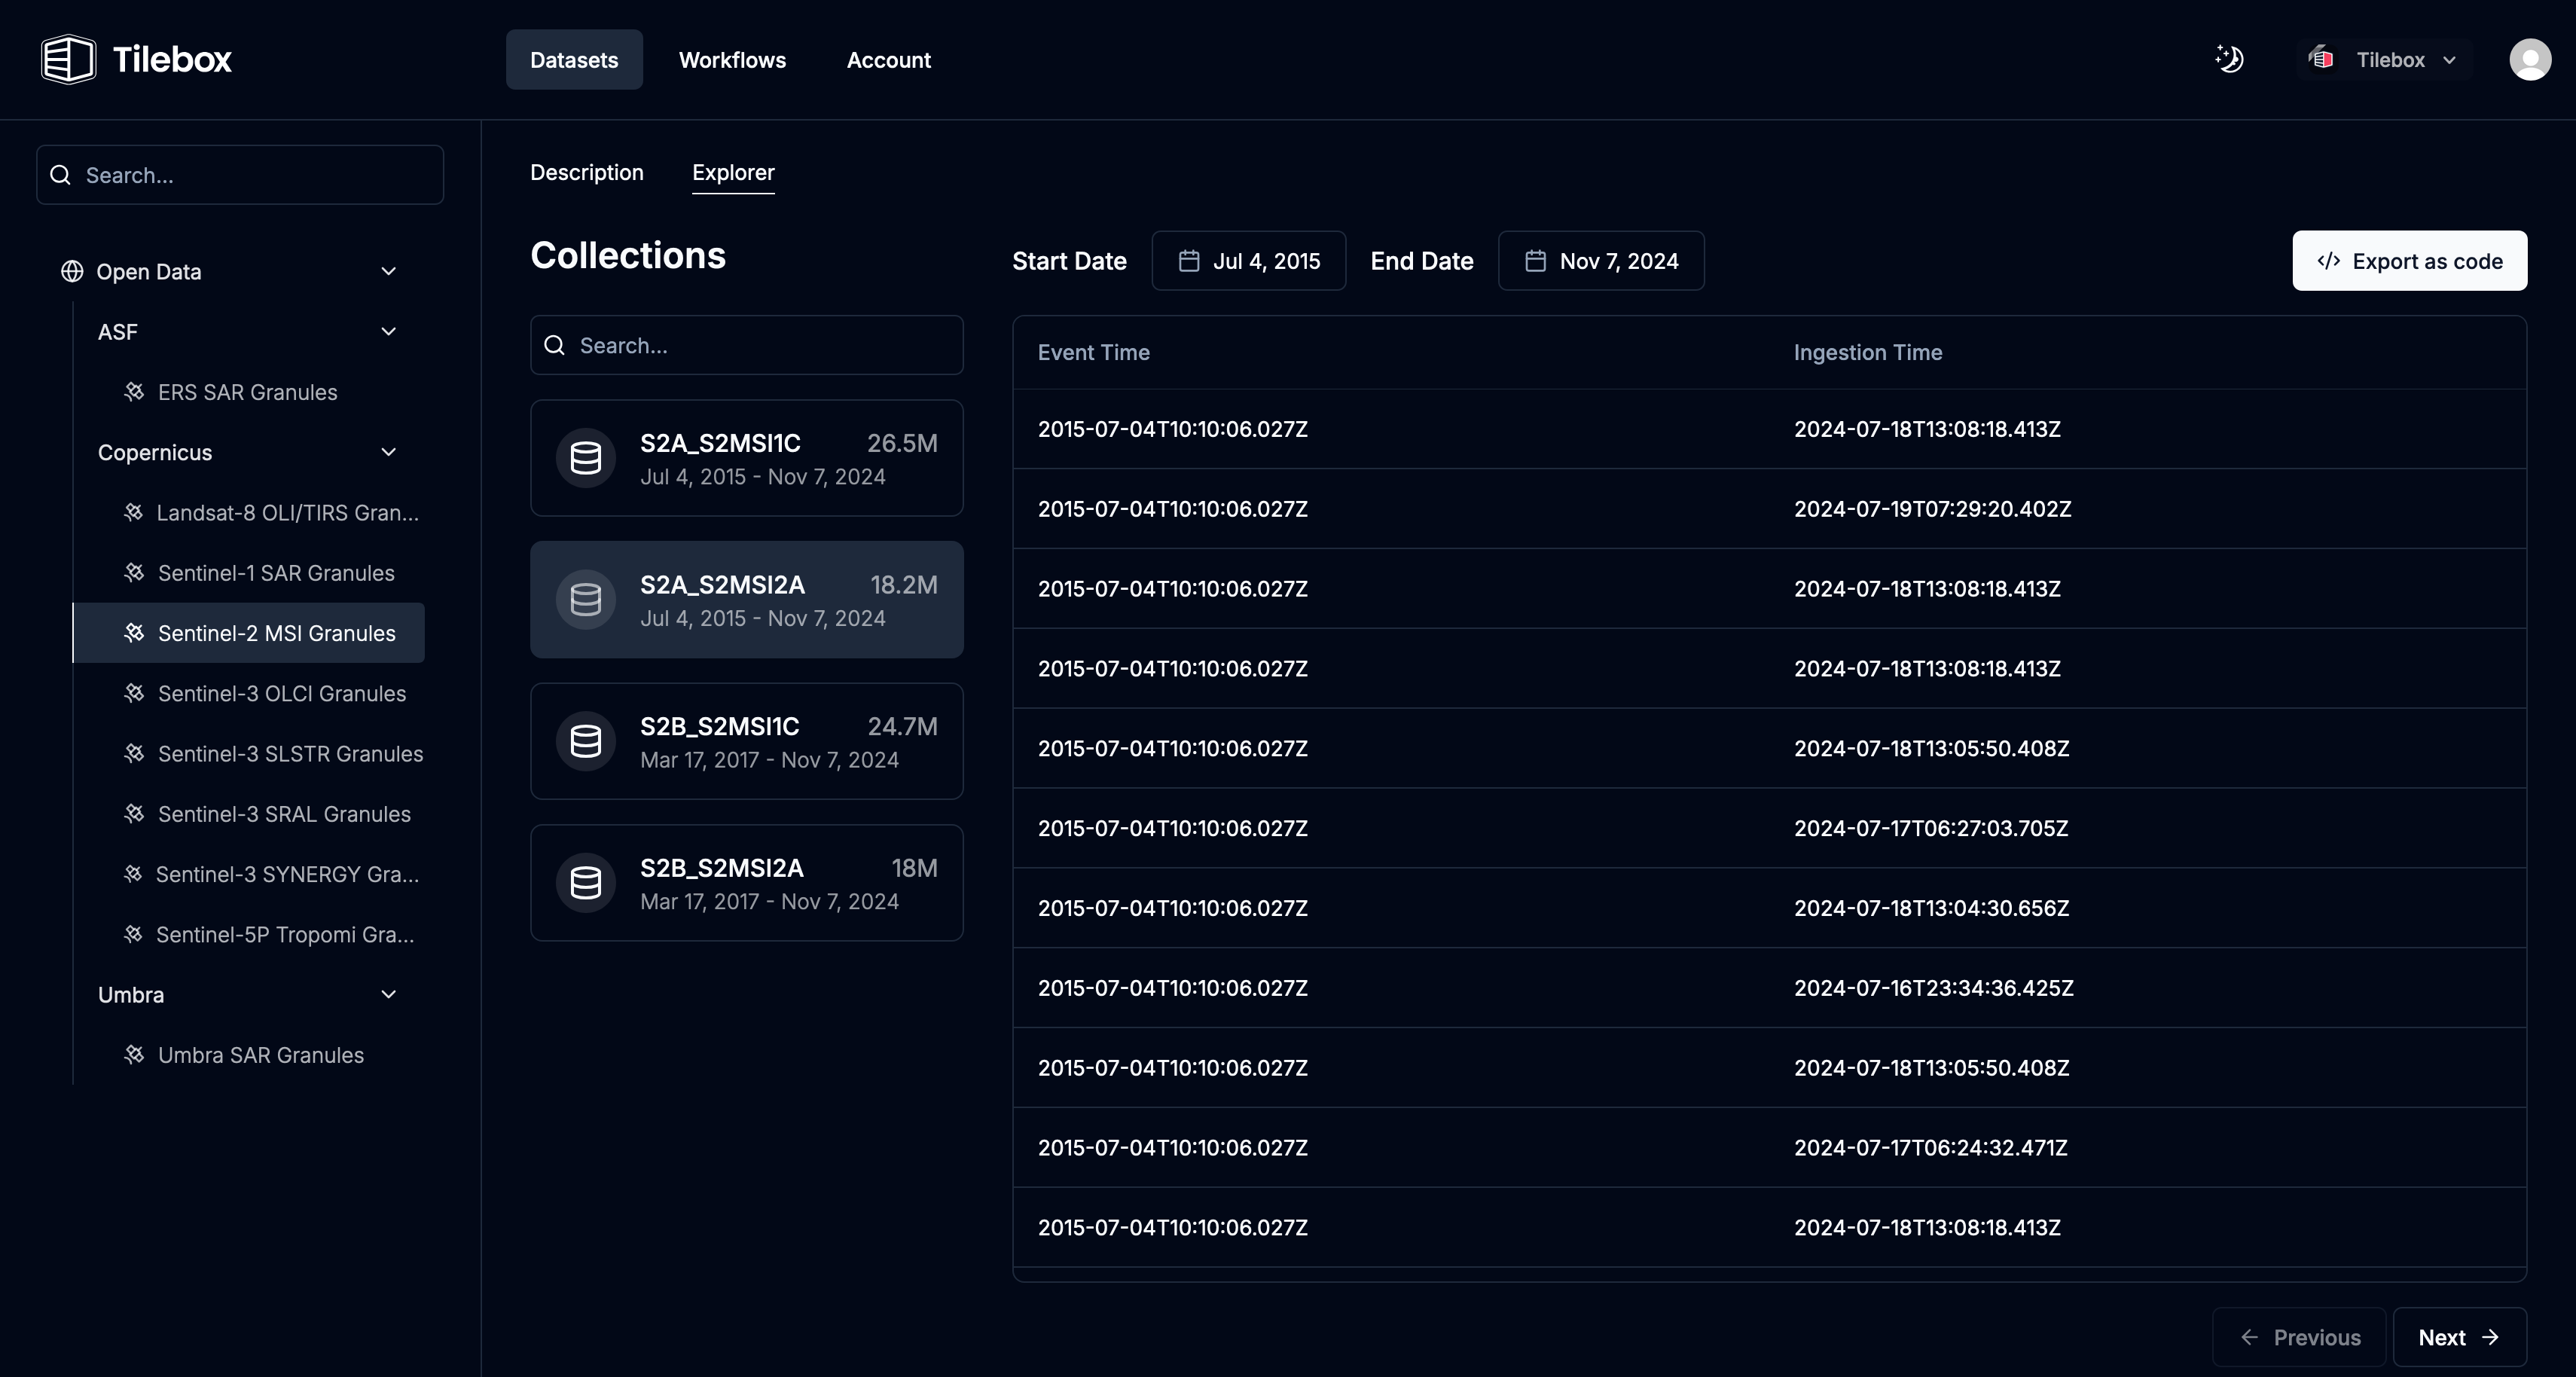 Tilebox
Datasets
Workflows
Account
Tilebox
Search...
Open Data
ASF
ERS SAR Granules
Copernicus
Landsat-8 OLI/TIRS Gran...
Sentinel-1 SAR Granules
Sentinel-2 MSI Granules
Sentinel-3 OLCI Granules
Sentinel-3 SLSTR Granules
Sentinel-3 SRAL Granules
Sentinel-3 SYNERGY Gra...
Sentinel-5P Tropomi Gra...
Umbra
Umbra SAR Granules
Description
Explorer
Collections
Search...
S2A_S2MSI1C 26.5M
Jul 4, 2015 - Nov 7, 2024
S2A_S2MSI2A 18.2M
Jul 4, 2015 - Nov 7, 2024
S2B_S2MSI1C 24.7M
Mar 17, 2017 - Nov 7, 2024
S2B_S2MSI2A 18M
Mar 17, 2017 - Nov 7, 2024
Start Date Jul 4, 2015 End Date Nov 7, 2024
Export as code
Event Time Ingestion Time
2015-07-04T10:10:06.027Z 2024-07-18T13:08:18.413Z
2015-07-04T10:10:06.027Z 2024-07-19T07:29:20.402Z
2015-07-04T10:10:06.027Z 2024-07-18T13:08:18.413Z
2015-07-04T10:10:06.027Z 2024-07-18T13:08:18.413Z
2015-07-04T10:10:06.027Z 2024-07-18T13:05:50.408Z
2015-07-04T10:10:06.027Z 2024-07-17T06:27:03.705Z
2015-07-04T10:10:06.027Z 2024-07-18T13:04:30.656Z
2015-07-04T10:10:06.027Z 2024-07-16T23:34:36.425Z
2015-07-04T10:10:06.027Z 2024-07-18T13:05:50.408Z
2015-07-04T10:10:06.027Z 2024-07-17T06:24:32.471Z
2015-07-04T10:10:06.027Z 2024-07-18T13:08:18.413Z
Previous
Next